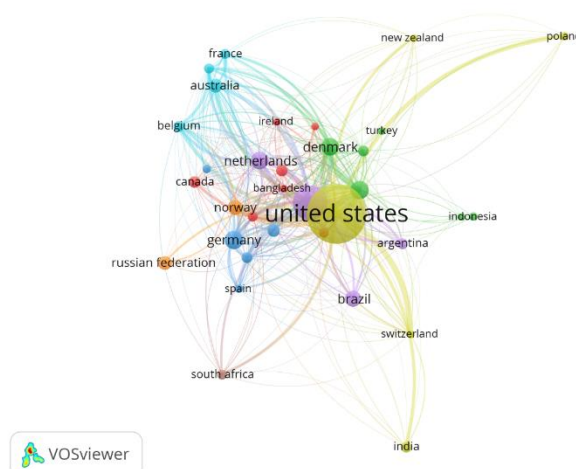 new zealand
poland
france
australia
ireland
turkey
belgium
denmark
netherlands
canada
bangladesh
norway
united states
indonesia
germany
argentina
russian federation
spain
brazil
switzerland
south africa
india
VOSviewer